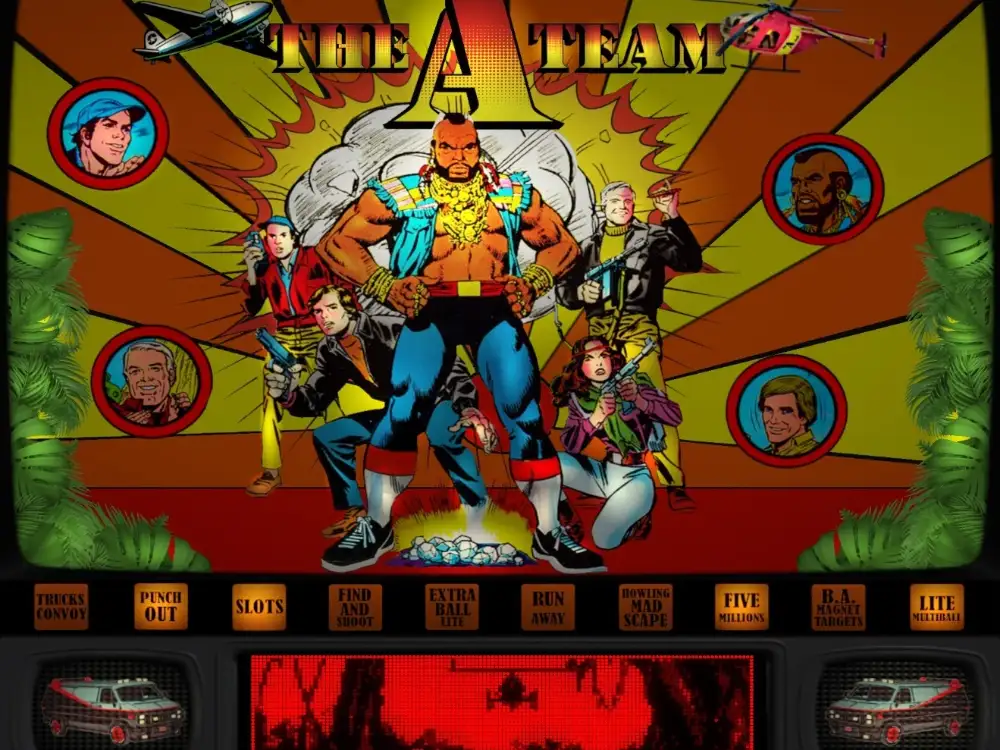 THE A TEAM
TRUCKS
CONVOY
PUNCH
OUT
SLOTS
FIND
AND
SHOOT
EXTRA
BALL
LITE
RUN
AWAY
HOWLING
MAD
SCAPE
FIVE
MILLIONS
B.A.
MAGNET
TARGETS
LITE
MULTIBALL